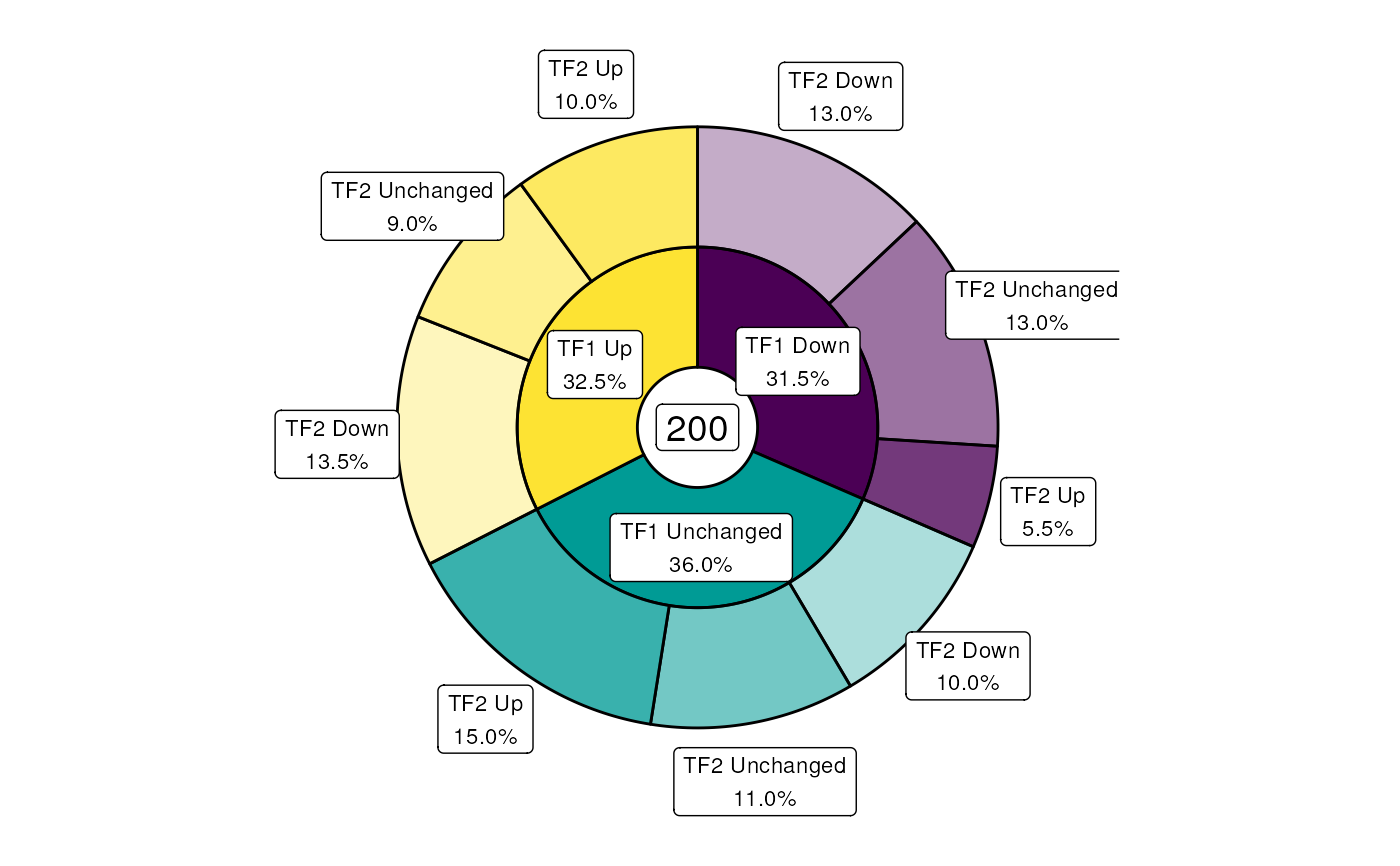 TF2 Up
10.0%
TF2 Down
13.0%
TF2 Unchanged
9.0%
TF2 Unchanged
13.0%
TF1 Up
32.5%
TF1 Down
31.5%
200
TF2 Down
13.5%
TF2 Up
5.5%
TF1 Unchanged
36.0%
TF2 Down
10.0%
TF2 Up
15.0%
TF2 Unchanged
11.0%